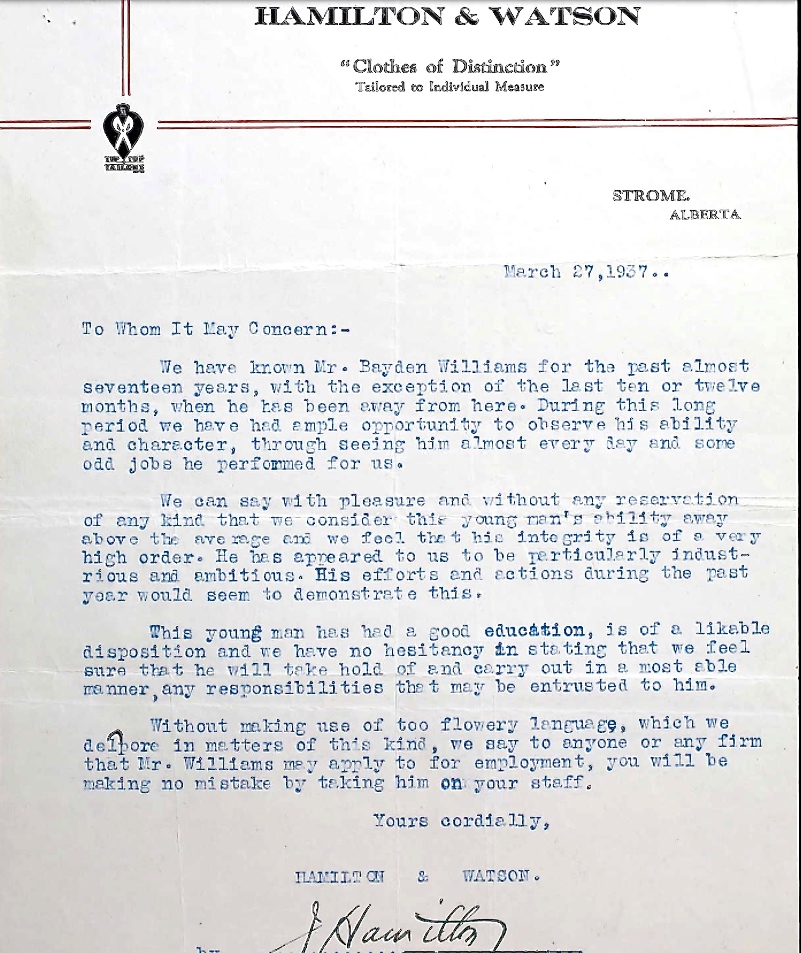 HAMILTON & WATSON
"Clothes of Distinction"
Tailored to Individual Measure
TIP TOP
TAILORS
STROME.
ALBERTA
March 27,1937..
To Whom It May Concern:-
We have known Mr. Bayden Williams for the past almost
seventeen years, with the exception of the last ten or twelve
months, when he has been away from here. During this long
period we have had ample opportunity to observe his ability
and character, through seeing him almost every day and some
odd jobs he perfommed for us.
We can say with pleasure and without any reservation
of any kind that we consider this young man's ability away
above the average and we feel that his integrity is of a very
high order. He has appeared to us to be particularly indust-
rious and ambitious. His efforts and actions during the past
year would seem to demonstrate this.
This young man has had a good education, is of a likable
disposition and we have no hesitancy in stating that we feel
sure that he will take hold of and carry out in a most able
manner, any responsibilities that may be entrusted to him.
Without making use of too flowery language, which we
delpore in matters of this kind, we say to anyone or any firm
that Mr. Williams may apply to for employment, you will be
making no mistake by taking him on your staff.
Yours cordially,
HAMILTON & WATSON.
by J Hamilton